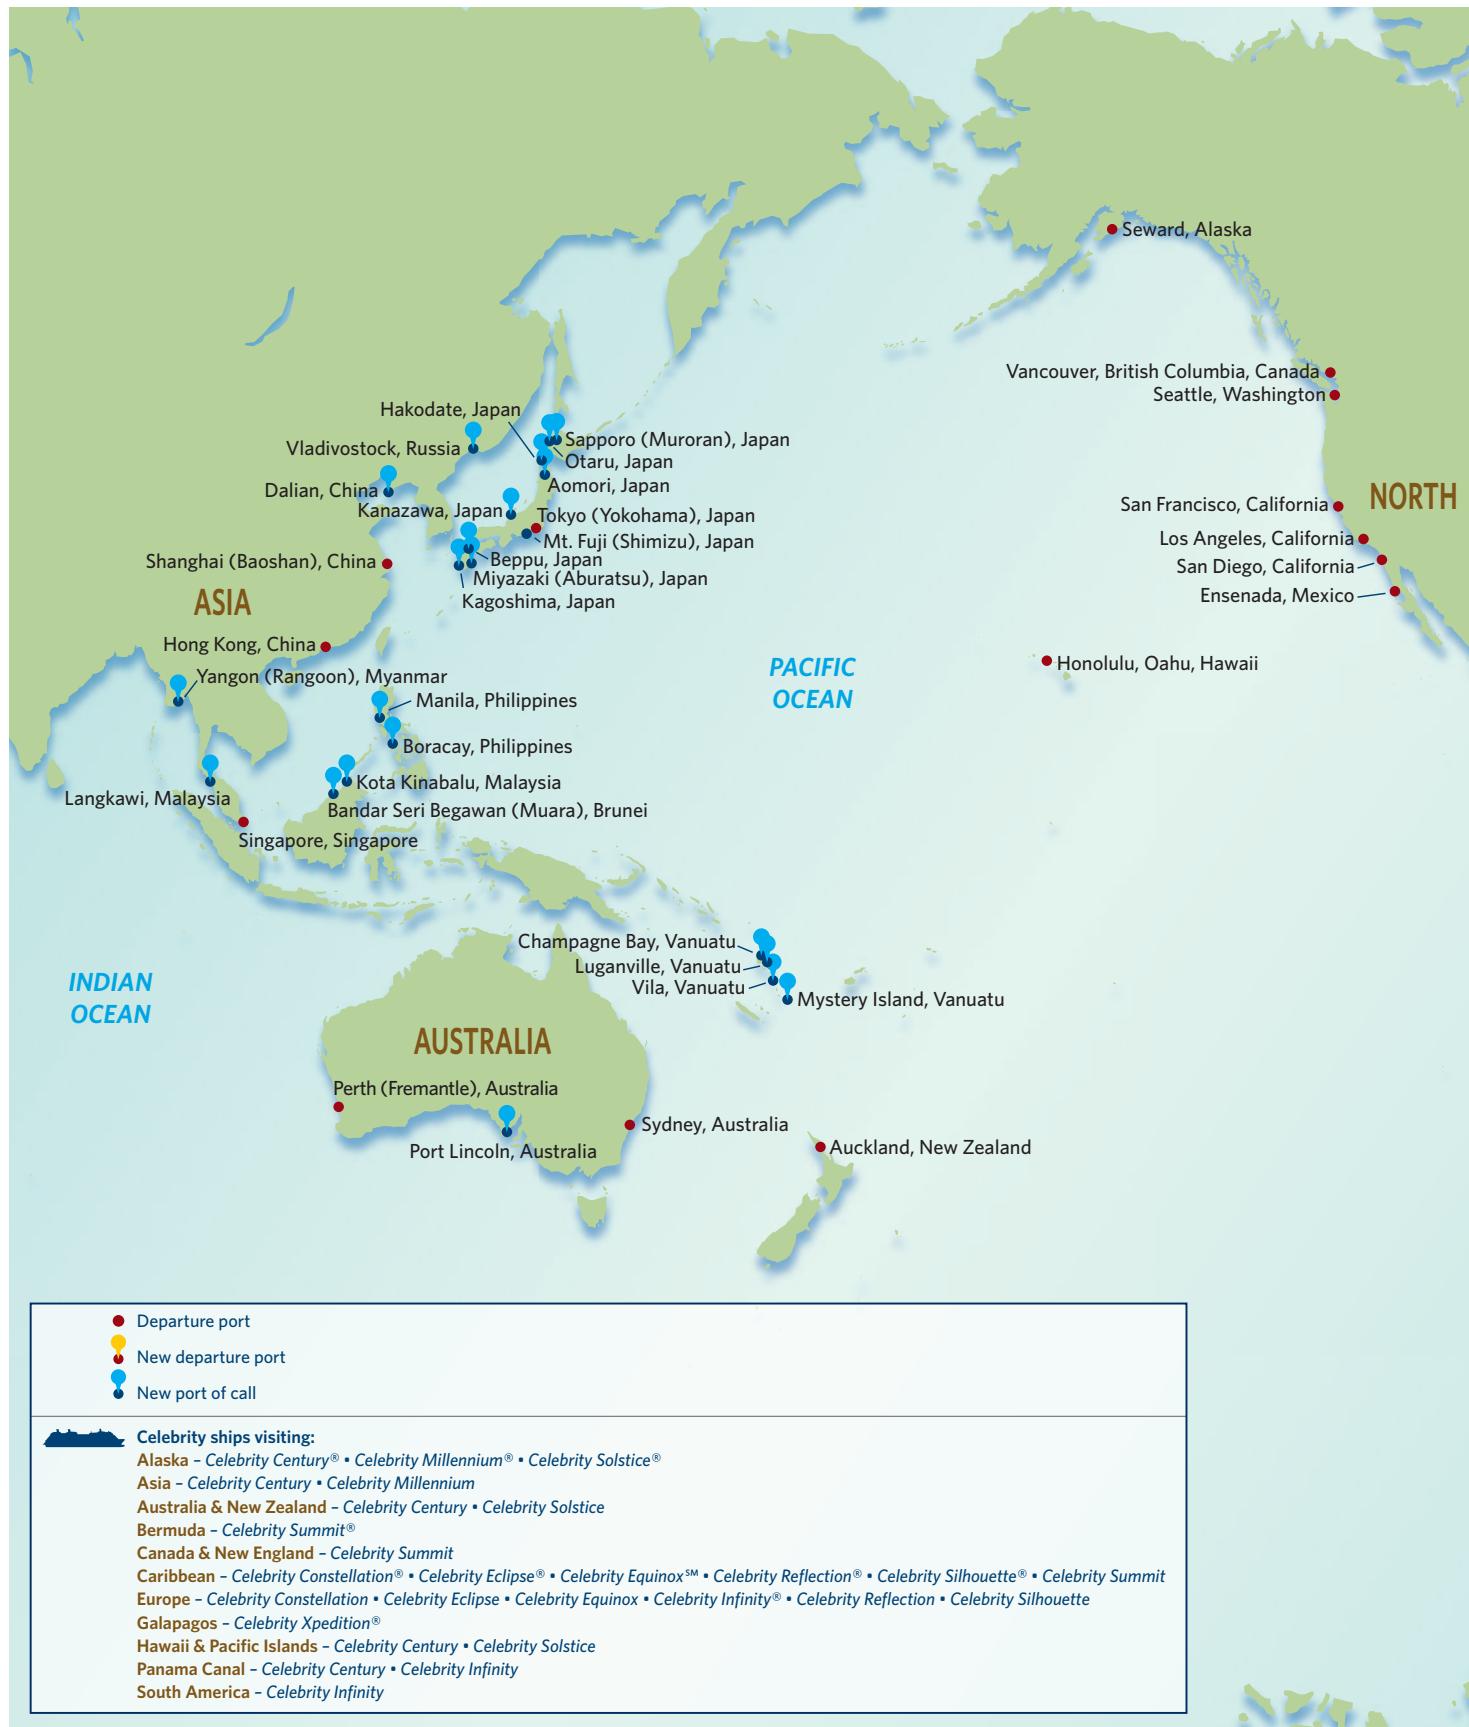 Seward, Alaska
Vancouver, British Columbia, Canada
Seattle, Washington
Hakodate, Japan
Vladivostock, Russia
Sapporo (Muroran), Japan
Otaru, Japan
Dalian, China
Aomori, Japan
Kanazawa, Japan
Tokyo (Yokohama), Japan
Mt. Fuji (Shimizu), Japan
San Francisco, California
NORTH
Los Angeles, California
San Diego, California
Ensenada, Mexico
Shanghai (Baoshan), China
Beppu, Japan
Miyazaki (Aburatsu), Japan
Kagoshima, Japan
ASIA
Hong Kong, China
Yangon (Rangoon), Myanmar
Manila, Philippines
PACIFIC
OCEAN
Honolulu, Oahu, Hawaii
Boracay, Philippines
Kota Kinabalu, Malaysia
Langkawi, Malaysia
Bandar Seri Begawan (Muara), Brunei
Singapore, Singapore
Champagne Bay, Vanuatu
Luganville, Vanuatu
Vila, Vanuatu
Mystery Island, Vanuatu
INDIAN
OCEAN
AUSTRALIA
Perth (Fremantle), Australia
Sydney, Australia
Port Lincoln, Australia
Auckland, New Zealand
Departure port
New departure port
New port of call
Celebrity ships visiting:
Alaska – Celebrity Century® • Celebrity Millennium® • Celebrity Solstice®
Asia – Celebrity Century • Celebrity Millennium
Australia & New Zealand – Celebrity Century • Celebrity Solstice
Bermuda – Celebrity Summit®
Canada & New England – Celebrity Summit
Caribbean – Celebrity Constellation® • Celebrity Eclipse® • Celebrity Equinox℠ • Celebrity Reflection® • Celebrity Silhouette® • Celebrity Summit
Europe – Celebrity Constellation • Celebrity Eclipse • Celebrity Equinox • Celebrity Infinity® • Celebrity Reflection • Celebrity Silhouette
Galapagos – Celebrity Xpedition®
Hawaii & Pacific Islands – Celebrity Century • Celebrity Solstice
Panama Canal – Celebrity Century • Celebrity Infinity
South America – Celebrity Infinity